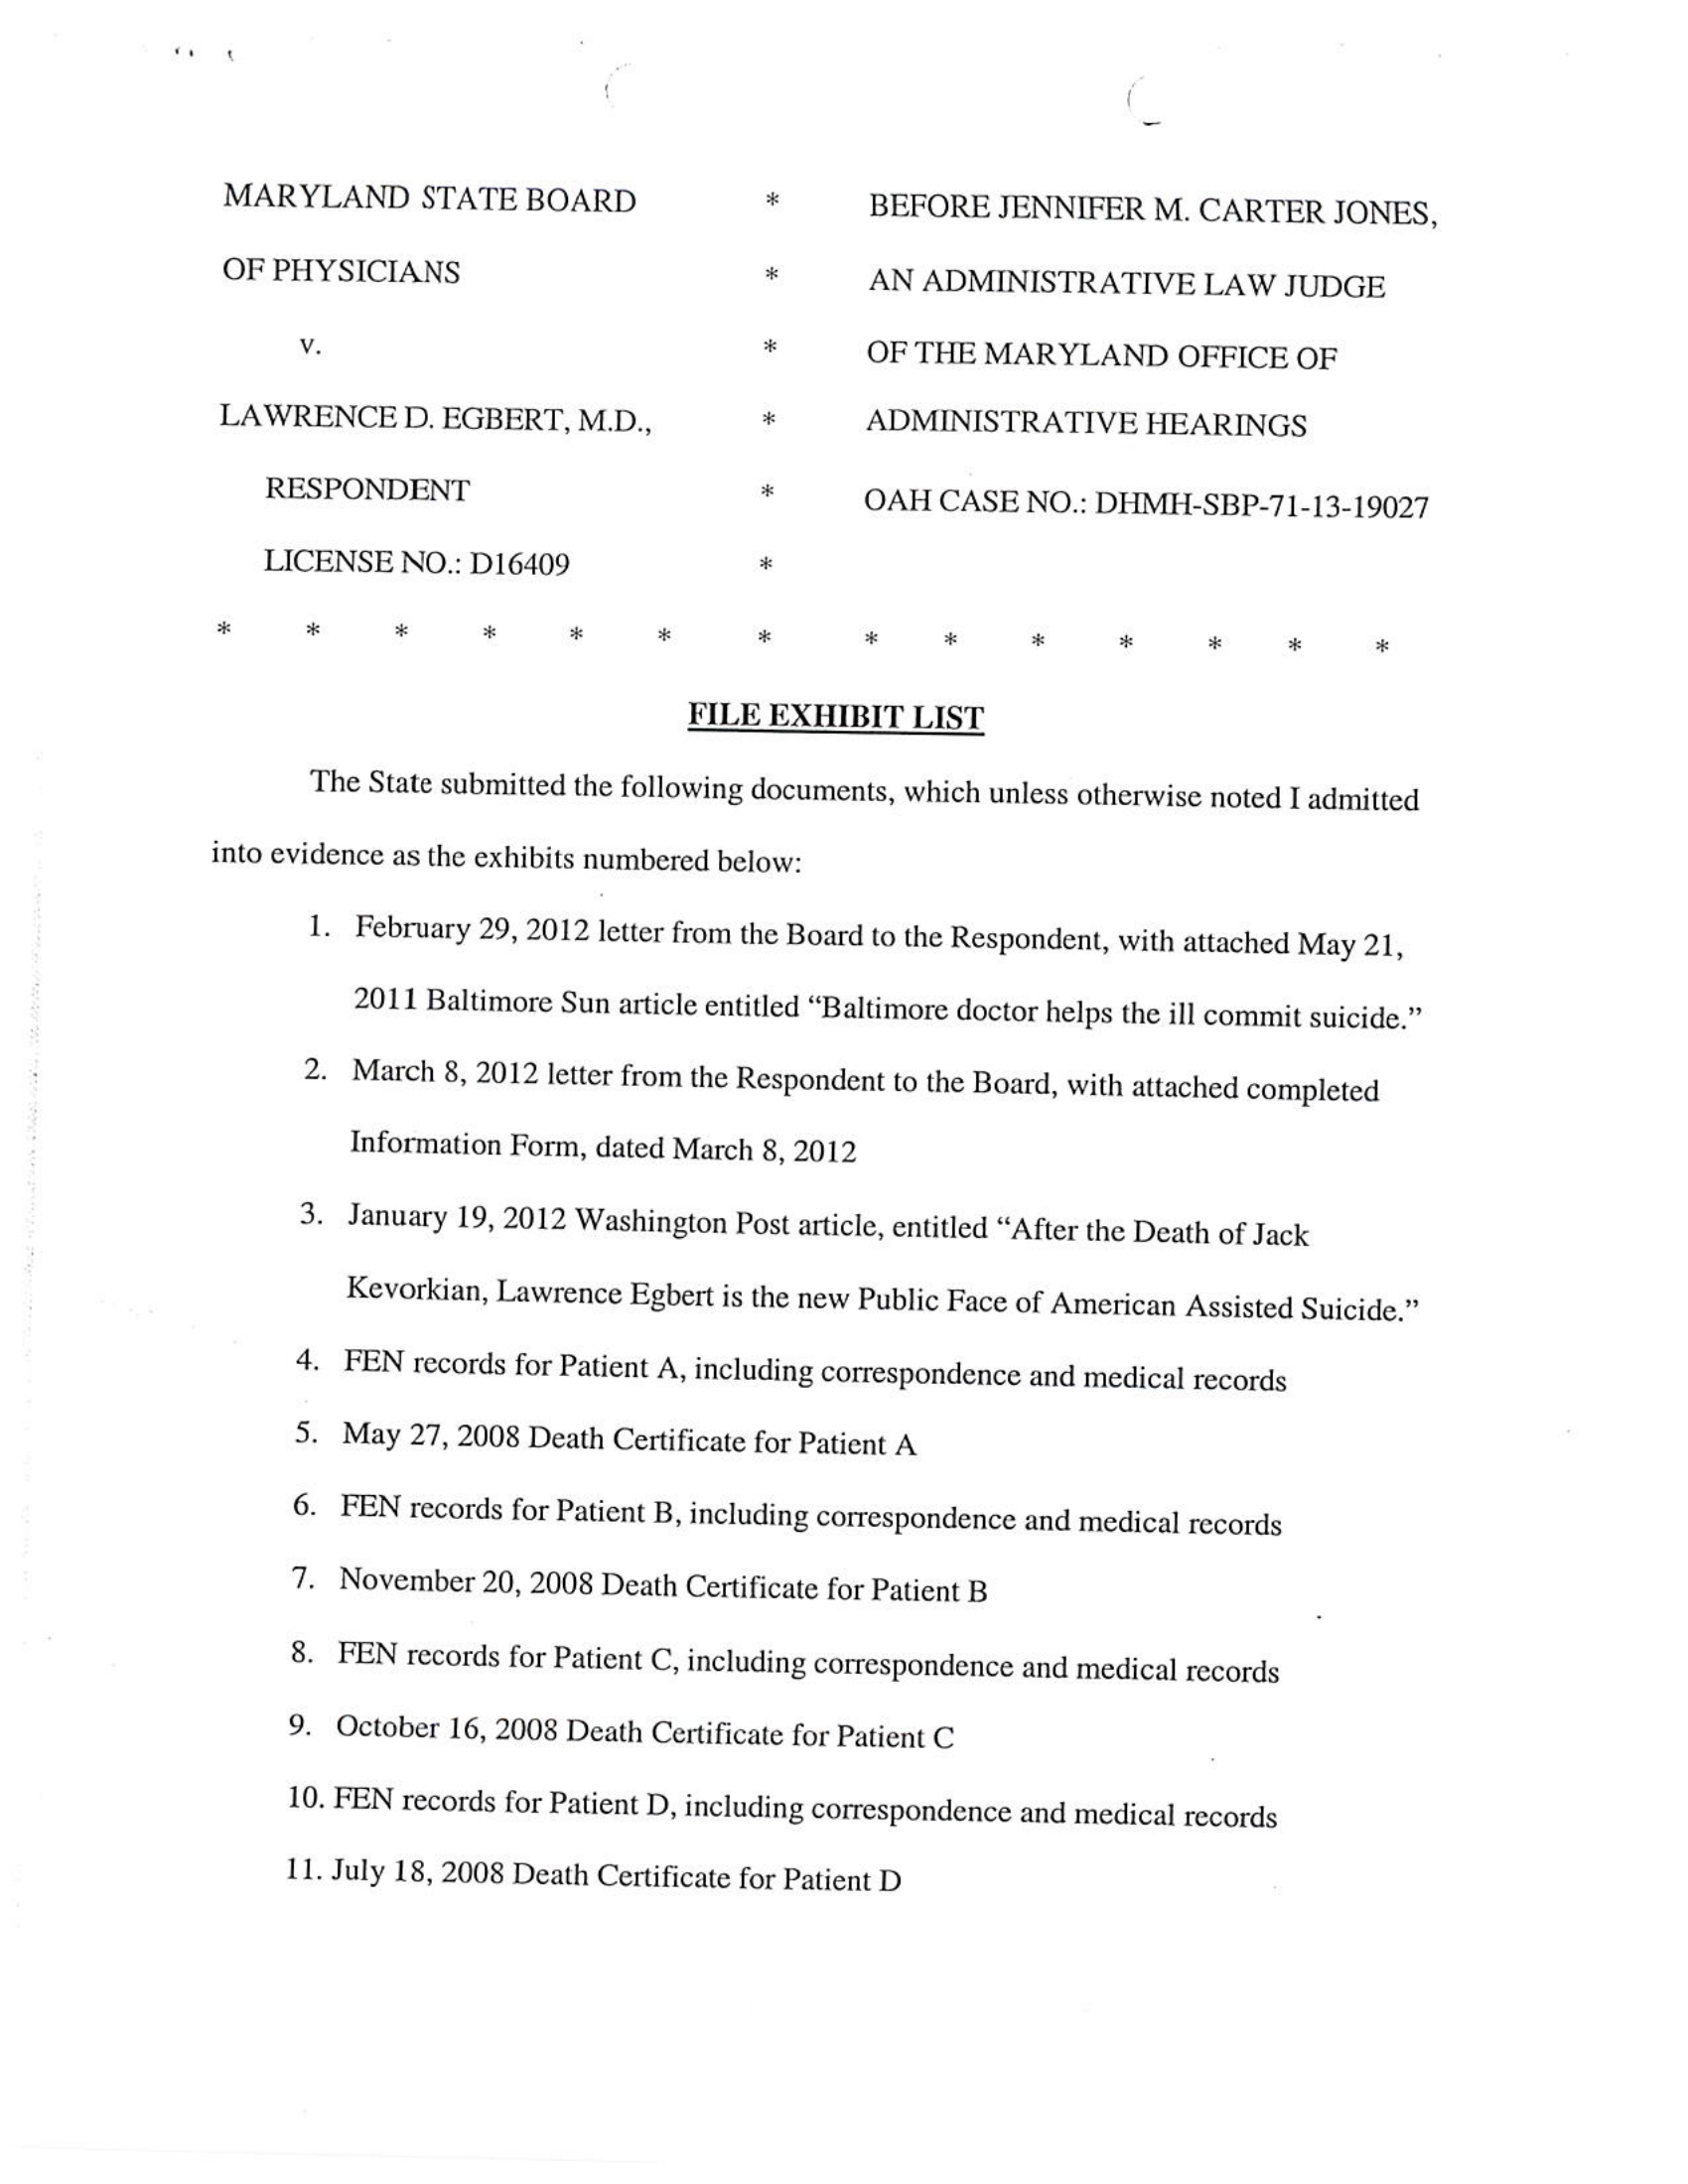 MARYLAND STATE BOARD * BEFORE JENNIFER M. CARTER JONES,
OF PHYSICIANS * AN ADMINISTRATIVE LAW JUDGE
v. * OF THE MARYLAND OFFICE OF
LAWRENCE D. EGBERT, M.D., * ADMINISTRATIVE HEARINGS
RESPONDENT * OAH CASE NO.: DHMH-SBP-71-13-19027
LICENSE NO.: D16409 *
* * * * * * * * * * * * * *
FILE EXHIBIT LIST
The State submitted the following documents, which unless otherwise noted I admitted
into evidence as the exhibits numbered below:
1. February 29, 2012 letter from the Board to the Respondent, with attached May 21,
2011 Baltimore Sun article entitled “Baltimore doctor helps the ill commit suicide.”
2. March 8, 2012 letter from the Respondent to the Board, with attached completed
Information Form, dated March 8, 2012
3. January 19, 2012 Washington Post article, entitled “After the Death of Jack
Kevorkian, Lawrence Egbert is the new Public Face of American Assisted Suicide.”
4. FEN records for Patient A, including correspondence and medical records
5. May 27, 2008 Death Certificate for Patient A
6. FEN records for Patient B, including correspondence and medical records
7. November 20, 2008 Death Certificate for Patient B
8. FEN records for Patient C, including correspondence and medical records
9. October 16, 2008 Death Certificate for Patient C
10. FEN records for Patient D, including correspondence and medical records
11. July 18, 2008 Death Certificate for Patient D